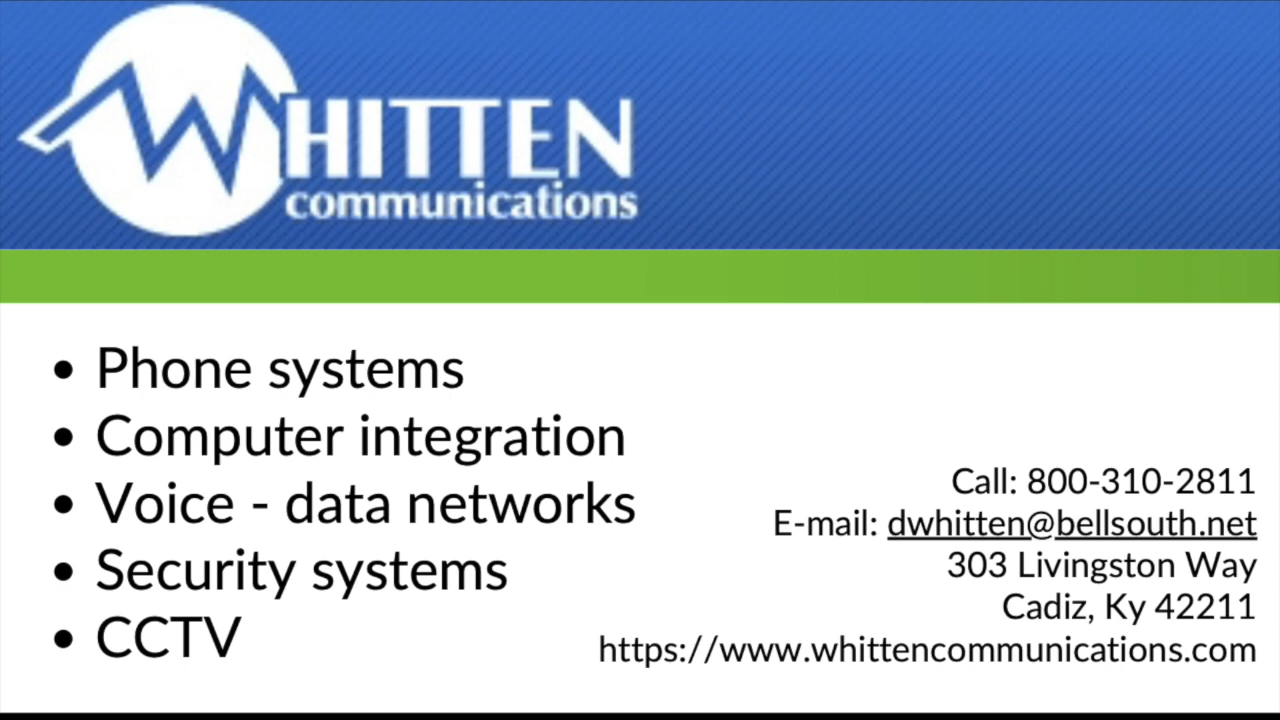 WHITTEN
communications
• Phone systems
• Computer integration
• Voice - data networks
• Security systems
• CCTV
Call: 800-310-2811
E-mail: dwhitten@bellsouth.net
303 Livingston Way
Cadiz, Ky 42211
https://www.whittencommunications.com